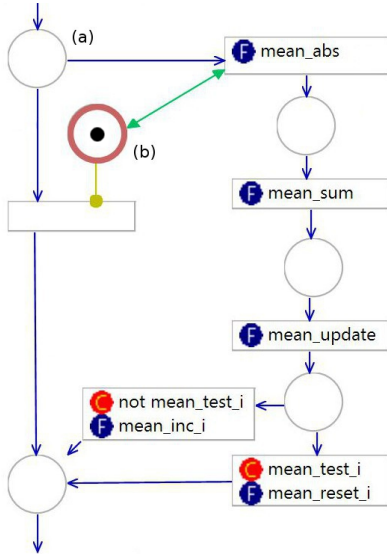 (a)
F mean_abs
(b)
F mean_sum
F mean_update
C not mean_test_i
F mean_inc_i
C mean_test_i
F mean_reset_i